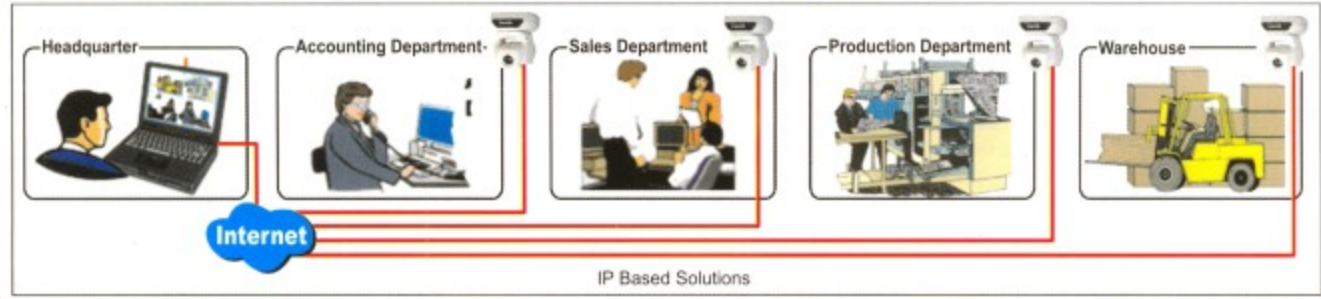 Headquarter
Accounting Department
Sales Department
Production Department
Warehouse
Internet
IP Based Solutions